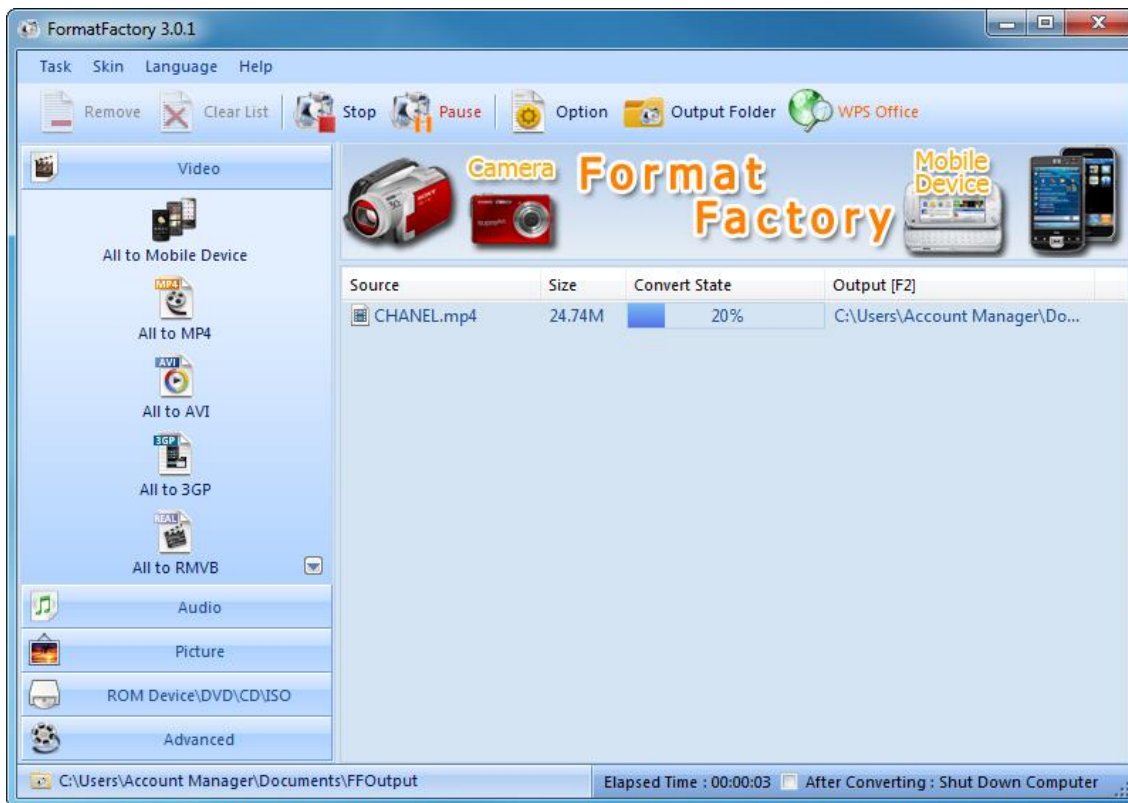 FormatFactory 3.0.1
Task Skin Language Help
Remove Clear List Stop Pause Option Output Folder WPS Office
Video
All to Mobile Device
MP4
All to MP4
AVI
All to AVI
3GP
All to 3GP
REAL
All to RMVB
Audio
Picture
ROM Device\DVD\CD\ISO
Advanced
Camera
Format
Factory
Mobile
Device
SONY
Source Size Convert State Output [F2]
CHANEL.mp4 24.74M 20% C:\Users\Account Manager\Do...
C:\Users\Account Manager\Documents\FFOutput
Elapsed Time : 00:00:03 After Converting : Shut Down Computer